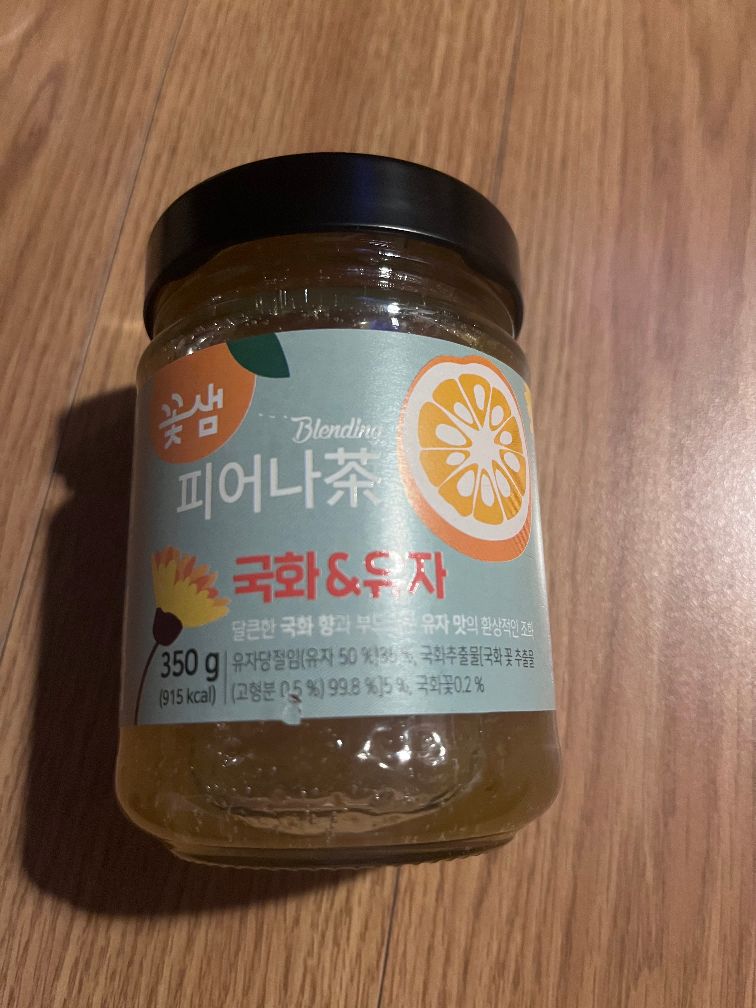 꽃샘
Blending
피어나茶
국화&유자
달큰한 국화 향과 유자 맛의 환상적인 조화
350 g
(915 kcal)
유자당절임(유자 50 %)35 %, 국화추출물[국화 꽃 추출물
(고형분 0.5 %) 99.8 %]5 %, 국화꽃0.2 %